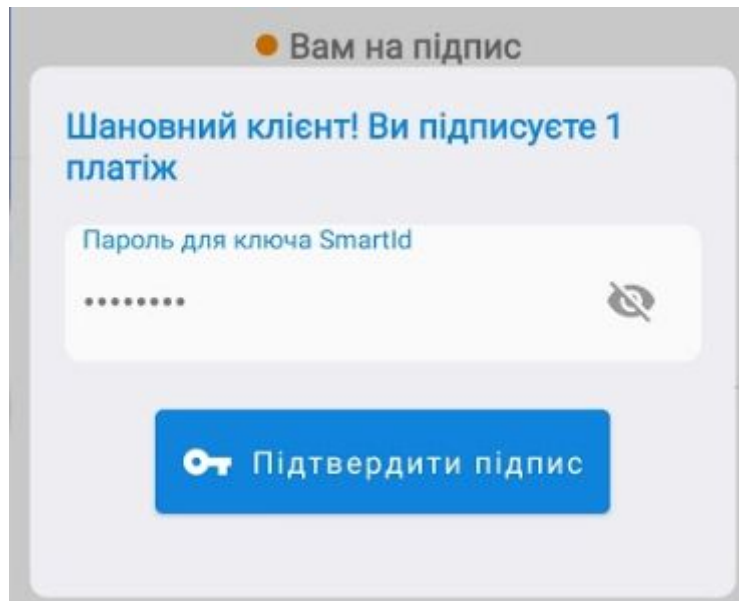 Вам на підпис
Шановний клієнт! Ви підписуєте 1
платіж
Пароль для ключа SmartId
•••••••••
Підтвердити підпис